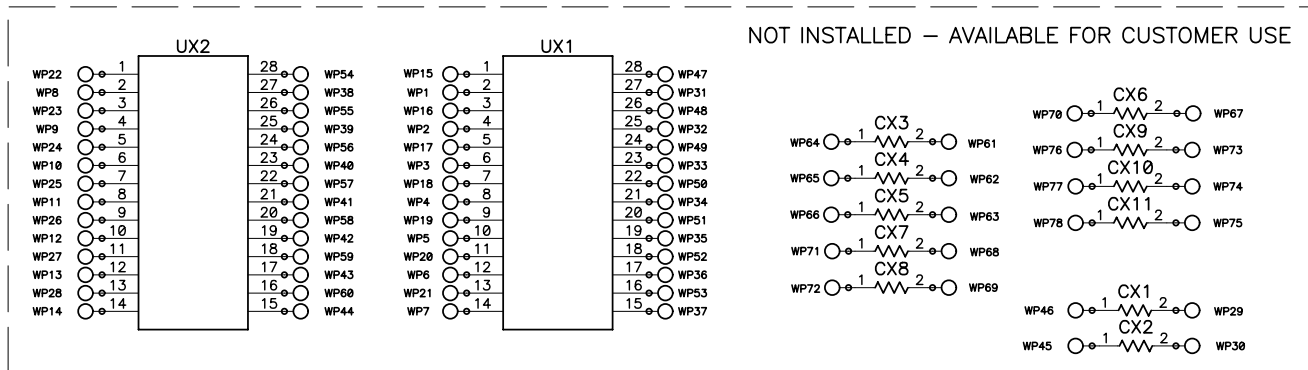 NOT INSTALLED – AVAILABLE FOR CUSTOMER USE
UX2
WP22 1 28 WP54
WP8 2 27 WP38
WP23 3 26 WP55
WP9 4 25 WP39
WP24 5 24 WP56
WP10 6 23 WP40
WP25 7 22 WP57
WP11 8 21 WP41
WP26 9 20 WP58
WP12 10 19 WP42
WP27 11 18 WP59
WP13 12 17 WP43
WP28 13 16 WP60
WP14 14 15 WP44
UX1
WP15 1 28 WP47
WP1 2 27 WP31
WP16 3 26 WP48
WP2 4 25 WP32
WP17 5 24 WP49
WP3 6 23 WP33
WP18 7 22 WP50
WP4 8 21 WP34
WP19 9 20 WP51
WP5 10 19 WP35
WP20 11 18 WP52
WP6 12 17 WP36
WP21 13 16 WP53
WP7 14 15 WP37
CX3
WP64 1 2 WP61
CX4
WP65 1 2 WP62
CX5
WP66 1 2 WP63
CX7
WP71 1 2 WP68
CX8
WP72 1 2 WP69
CX6
WP70 1 2 WP67
CX9
WP76 1 2 WP73
CX10
WP77 1 2 WP74
CX11
WP78 1 2 WP75
CX1
WP46 1 2 WP29
CX2
WP45 1 2 WP30